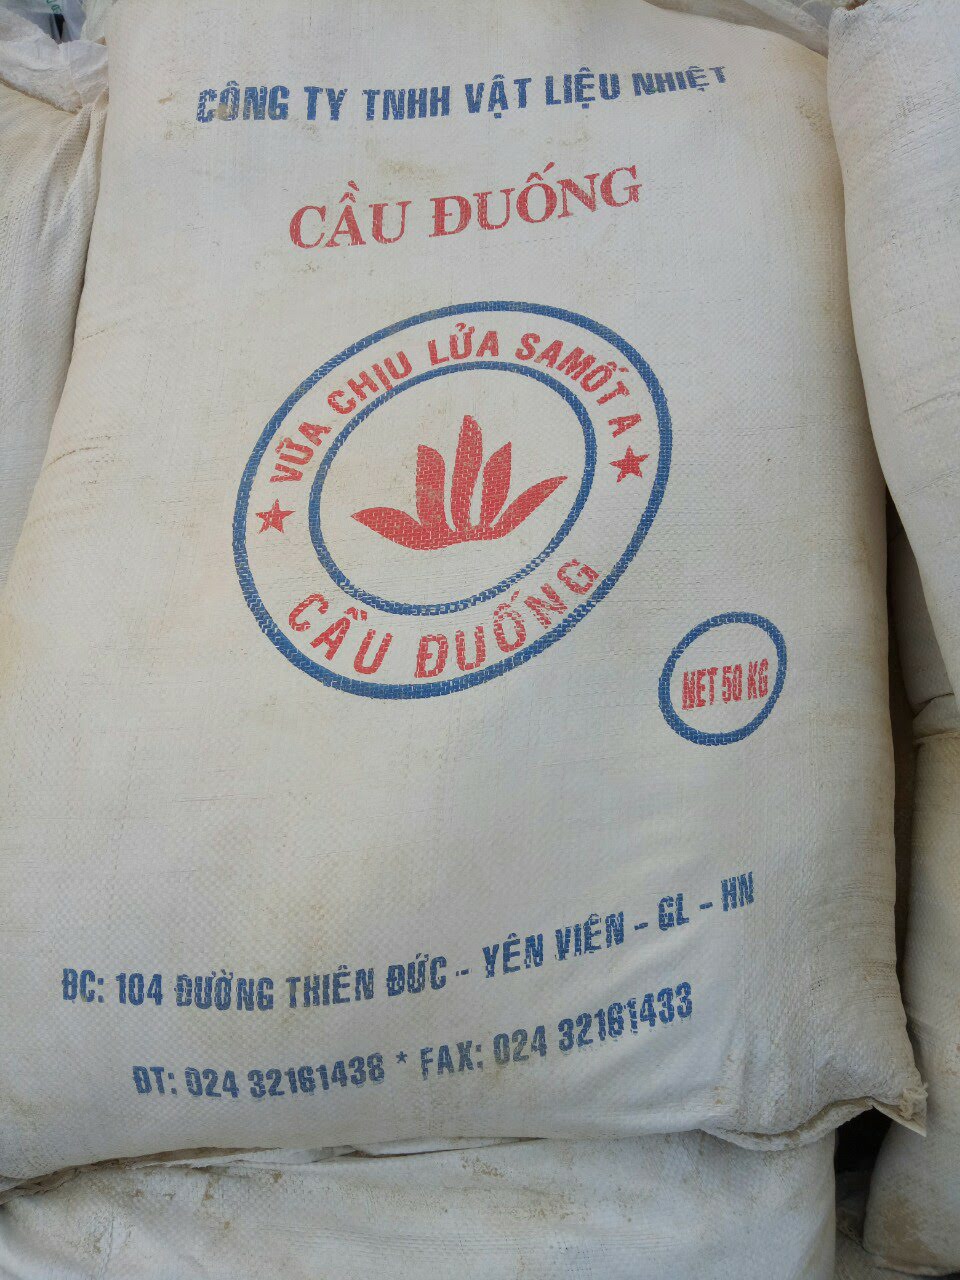 CÔNG TY TNHH VẬT LIỆU NHIỆT
CẦU ĐUỐNG
VỮA CHỊU LỬA SAMỐT A
CẦU ĐUỐNG
NET 50 KG
ĐC: 104 ĐƯỜNG THIÊN ĐỨC - YÊN VIÊN - GL - HN
ĐT: 024 32161438 * FAX: 024 32161433